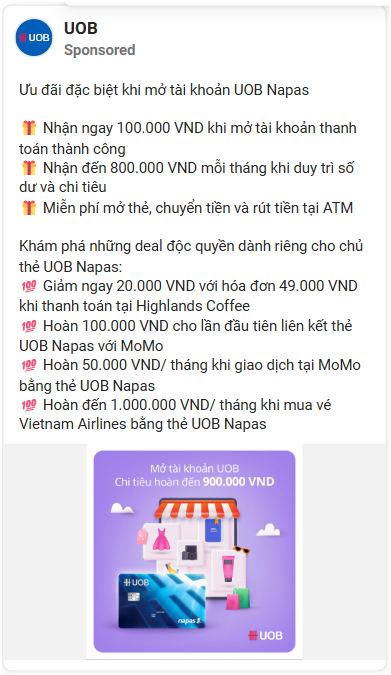 UOB
UOB
Sponsored
Ưu đãi đặc biệt khi mở tài khoản UOB Napas
🎁 Nhận ngay 100.000 VND khi mở tài khoản thanh
toán thành công
🎁 Nhận đến 800.000 VND mỗi tháng khi duy trì số
dư và chi tiêu
🎁 Miễn phí mở thẻ, chuyển tiền và rút tiền tại ATM
Khám phá những deal độc quyền dành riêng cho chủ
thẻ UOB Napas:
💯 Giảm ngay 20.000 VND với hóa đơn 49.000 VND
khi thanh toán tại Highlands Coffee
💯 Hoàn 100.000 VND cho lần đầu tiên liên kết thẻ
UOB Napas với MoMo
💯 Hoàn 50.000 VND/ tháng khi giao dịch tại MoMo
bằng thẻ UOB Napas
💯 Hoàn đến 1.000.000 VND/ tháng khi mua vé
Vietnam Airlines bằng thẻ UOB Napas
Mở tài khoản UOB
Chi tiêu hoàn đến 900.000 VND
UOB
napas
UOB